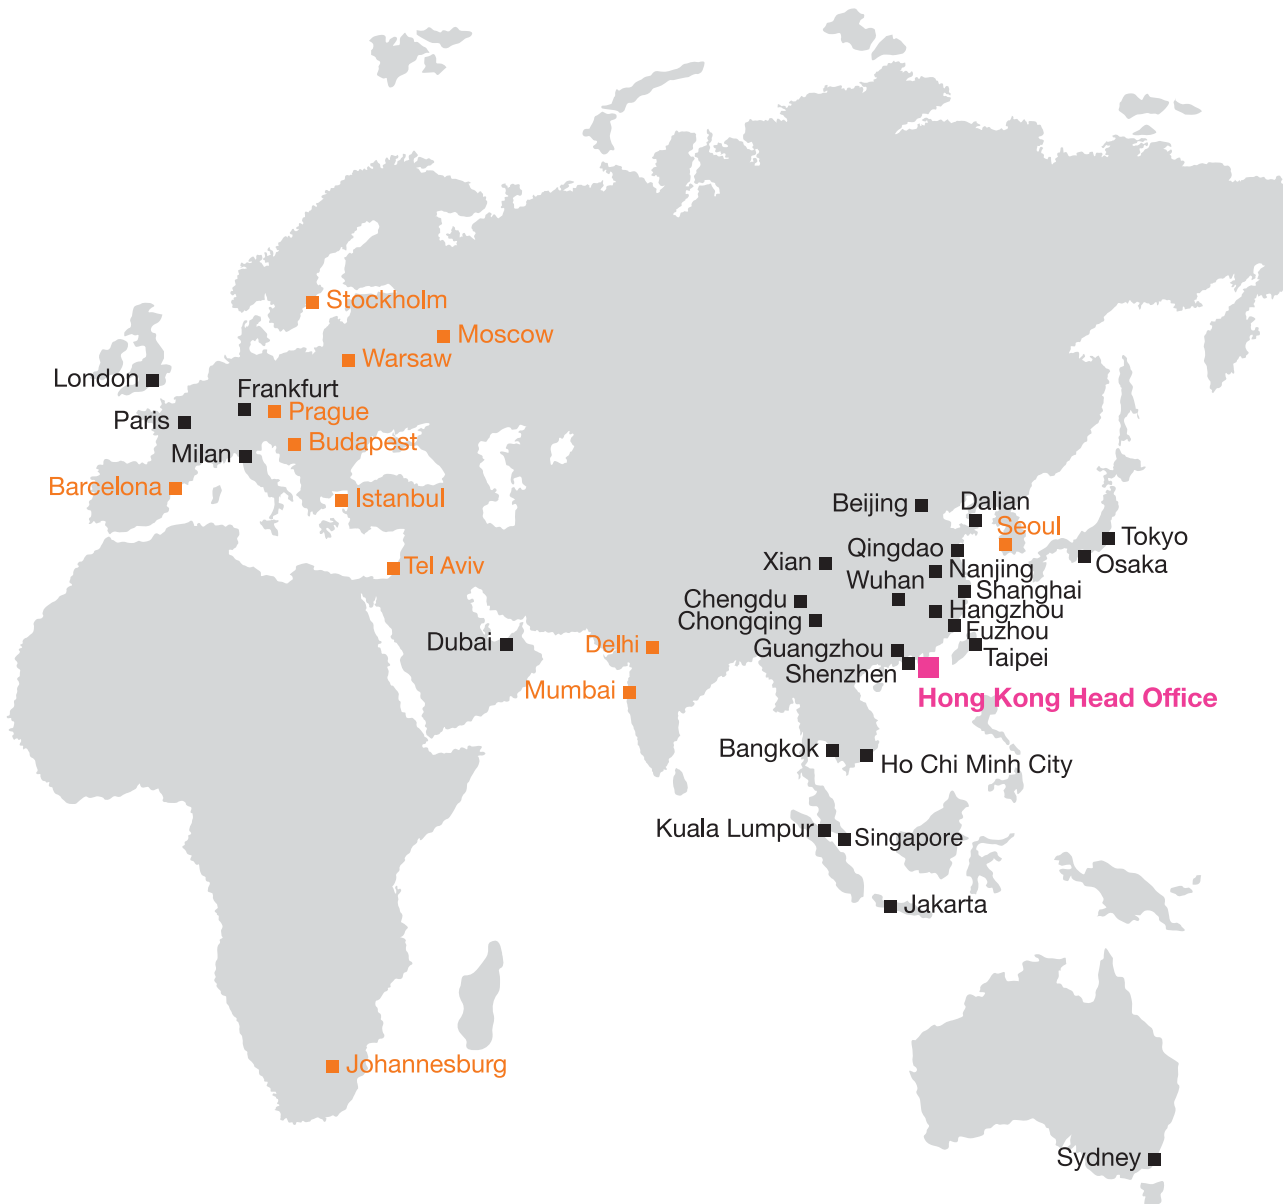 Stockholm
Moscow
Warsaw
London
Frankfurt
Prague
Paris
Budapest
Milan
Barcelona
Istanbul
Beijing
Dalian
Seoul
Tokyo
Qingdao
Osaka
Xian
Tel Aviv
Nanjing
Wuhan
Shanghai
Chengdu
Hangzhou
Chongqing
Fuzhou
Dubai
Delhi
Guangzhou
Taipei
Shenzhen
Mumbai
Hong Kong Head Office
Bangkok
Ho Chi Minh City
Kuala Lumpur
Singapore
Jakarta
Johannesburg
Sydney